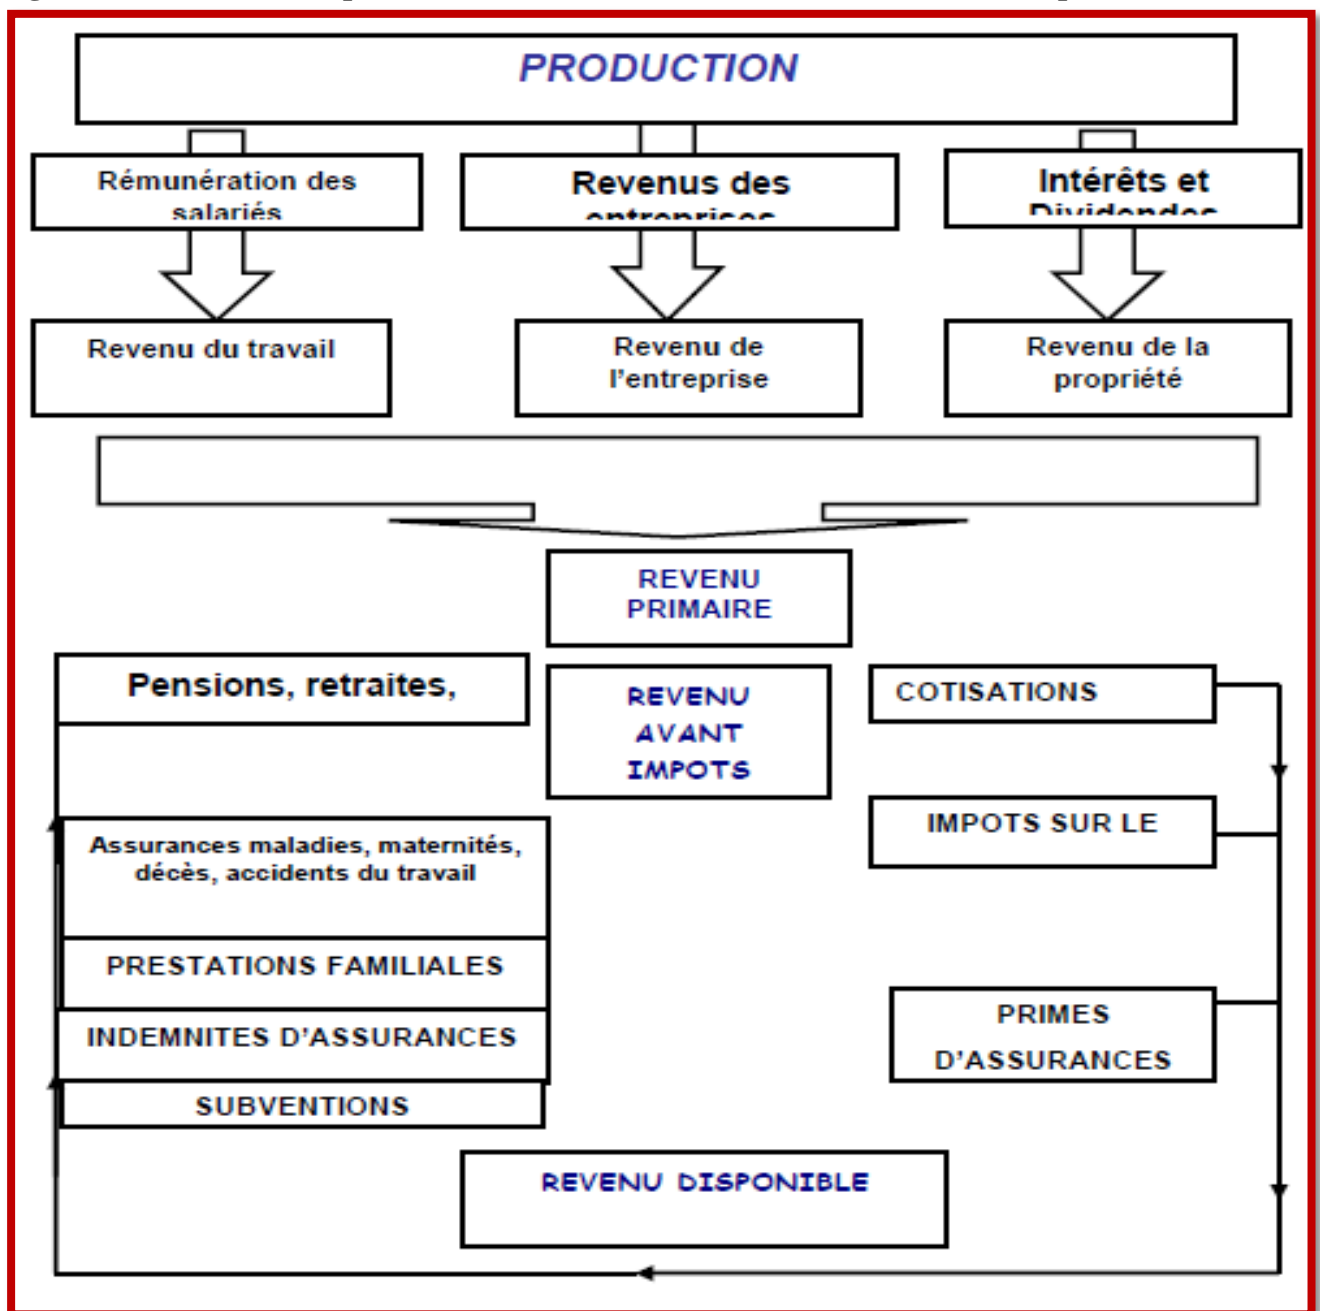 PRODUCTION
Rémunération des
salariés
Revenus des
entreprises
Intérêts et
Dividendes
Revenu du travail
Revenu de
l'entreprise
Revenu de la
propriété
REVENU
PRIMAIRE
Pensions, retraites,
REVENU
AVANT
IMPOTS
COTISATIONS
IMPOTS SUR LE
Assurances maladies, maternités,
décès, accidents du travail
PRESTATIONS FAMILIALES
INDEMNITES D'ASSURANCES
SUBVENTIONS
PRIMES
D'ASSURANCES
REVENU DISPONIBLE